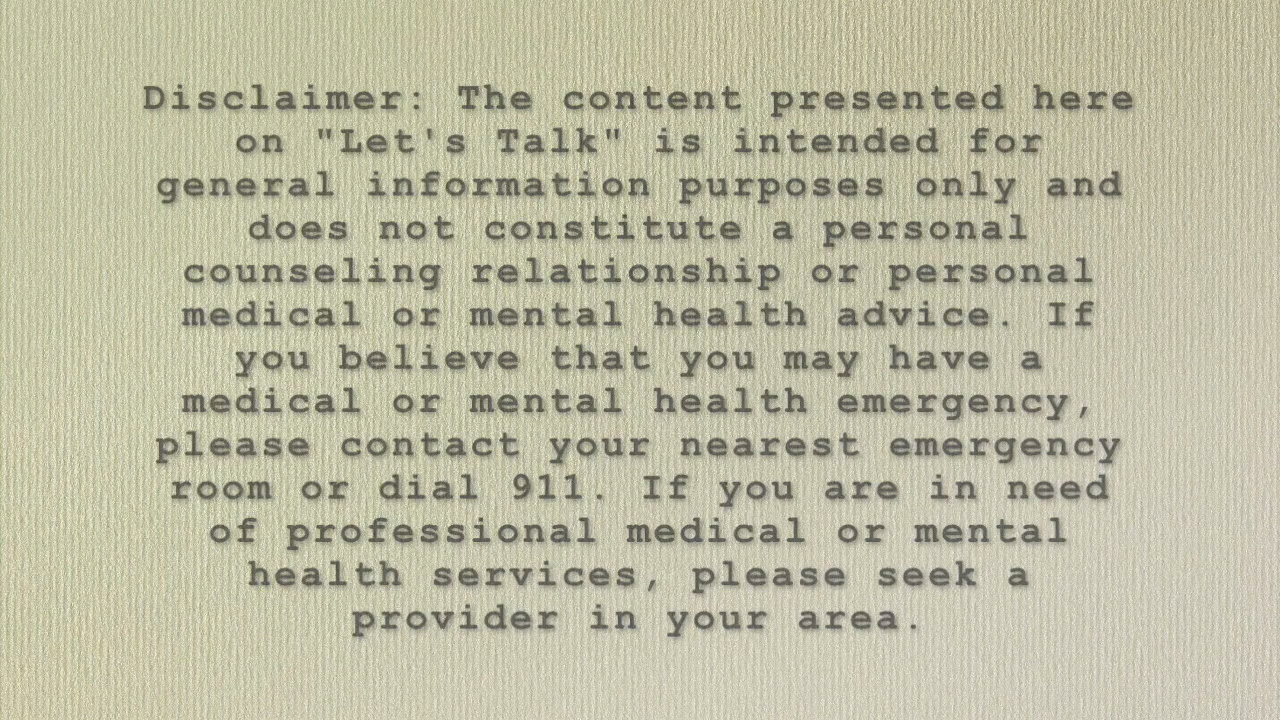 Disclaimer: The content presented here
on "Let's Talk" is intended for
general information purposes only and
does not constitute a personal
counseling relationship or personal
medical or mental health advice. If
you believe that you may have a
medical or mental health emergency,
please contact your nearest emergency
room or dial 911. If you are in need
of professional medical or mental
health services, please seek a
provider in your area.